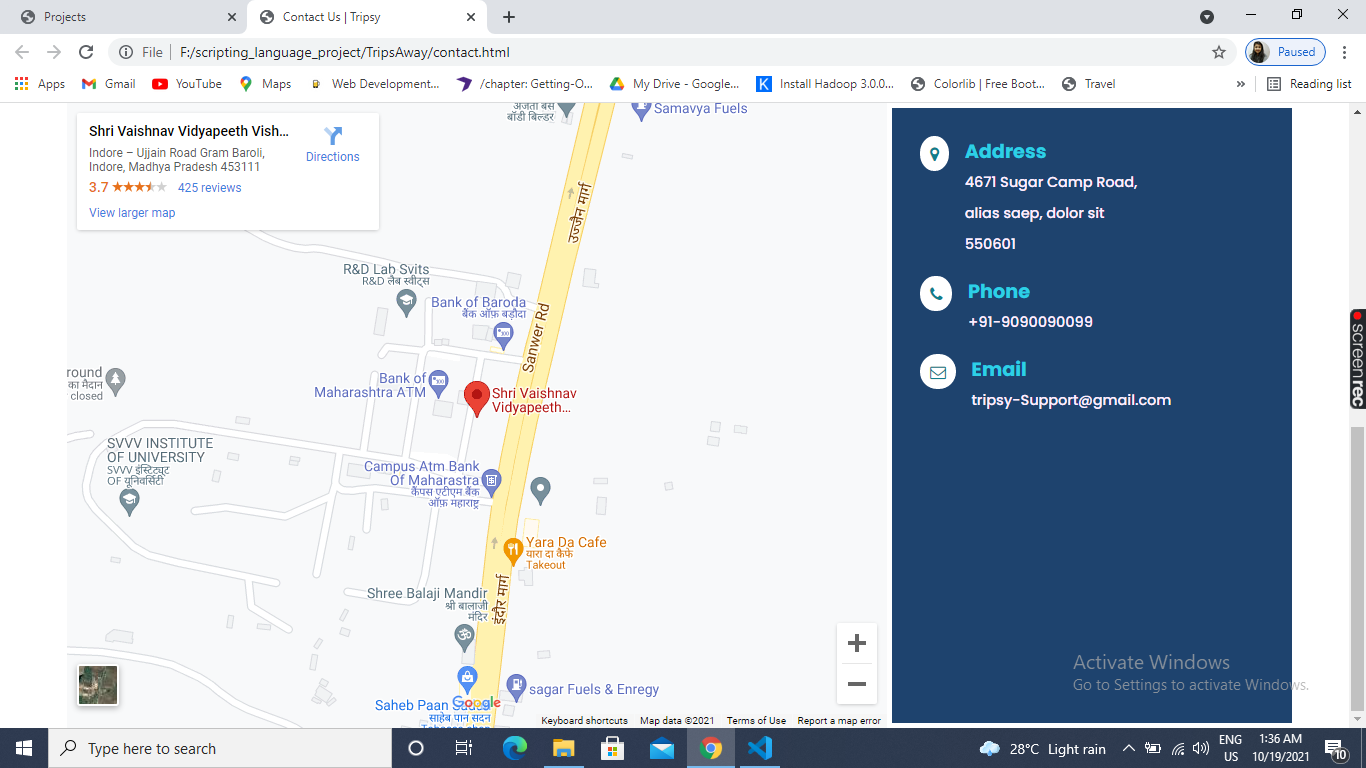 Projects
Contact Us | Tripsy
File
F:/scripting_language_project/TripsAway/contact.html
Paused
Apps
Gmail
YouTube
Maps
Web Development...
/chapter: Getting-O...
My Drive - Google...
Install Hadoop 3.0.0...
Colorlib | Free Boot...
Travel
»
Reading list
Shri Vaishnav Vidyapeeth Vish...
Indore – Ujjain Road Gram Baroli,
Indore, Madhya Pradesh 453111
3.7
425 reviews
View larger map
Directions
अजंता बस
बॉडी बिल्डर
Samavya Fuels
उज्जैन मार्ग
R&D Lab Svits
R&D लैब स्वीट्स
Bank of Baroda
बैंक ऑफ़ बड़ौदा
Sanwer Rd
round
का मैदान
closed
Bank of
Maharashtra ATM
Shri Vaishnav
Vidyapeeth...
SVVV INSTITUTE
OF UNIVERSITY
SVVV इंस्टिट्यूट
OF यूनिवर्सिटी
Campus Atm Bank
Of Maharastra
कैंपस एटीएम बैंक
ऑफ़ महाराष्ट्र
Yara Da Cafe
यारा दा कैफे
Takeout
Shree Balaji Mandir
श्री बालाजी
मंदिर
इंदौर मार्ग
Saheb Paan Sadan
साहेब पान सदन
Google
sagar Fuels & Enregy
Keyboard shortcuts
Map data ©2021
Terms of Use
Report a map error
Address
4671 Sugar Camp Road,
alias saep, dolor sit
550601
Phone
+91-9090090099
Email
tripsy-Support@gmail.com
screenrec
Activate Windows
Go to Settings to activate Windows.
Type here to search
28°C Light rain
ENG
US
1:36 AM
10/19/2021
10